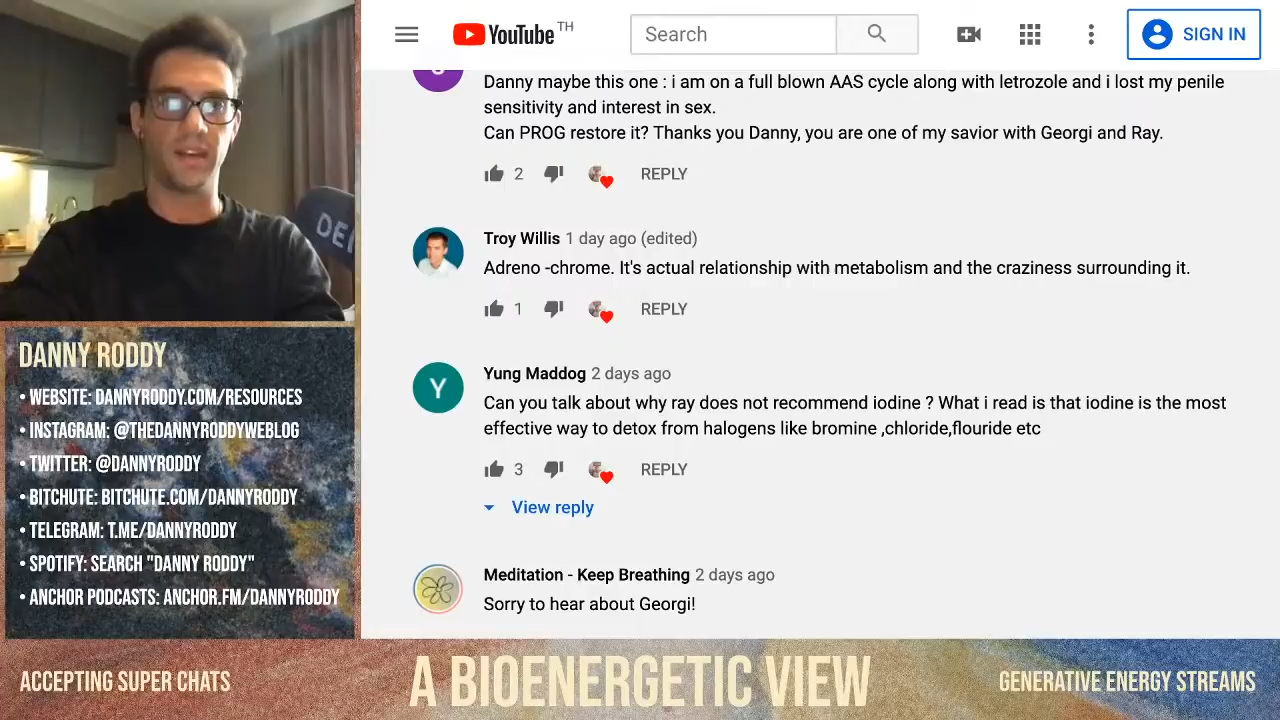 YouTube TH
Search
SIGN IN
Danny maybe this one : i am on a full blown AAS cycle along with letrozole and i lost my penile
sensitivity and interest in sex.
Can PROG restore it? Thanks you Danny, you are one of my savior with Georgi and Ray.
2
REPLY
Troy Willis 1 day ago (edited)
Adreno -chrome. It's actual relationship with metabolism and the craziness surrounding it.
1
REPLY
Y
Yung Maddog 2 days ago
Can you talk about why ray does not recommend iodine ? What i read is that iodine is the most
effective way to detox from halogens like bromine ,chloride,flouride etc
3
REPLY
View reply
Meditation - Keep Breathing 2 days ago
Sorry to hear about Georgi!
DANNY RODDY
• WEBSITE: DANNYRODDY.COM/RESOURCES
• INSTAGRAM: @THEDANNYRODDYWEBLOG
• TWITTER: @DANNYRODDY
• BITCHUTE: BITCHUTE.COM/DANNYRODDY
• TELEGRAM: T.ME/DANNYRODDY
• SPOTIFY: SEARCH "DANNY RODDY"
• ANCHOR PODCASTS: ANCHOR.FM/DANNYRODDY
ACCEPTING SUPER CHATS
A BIOENERGETIC VIEW
GENERATIVE ENERGY STREAMS